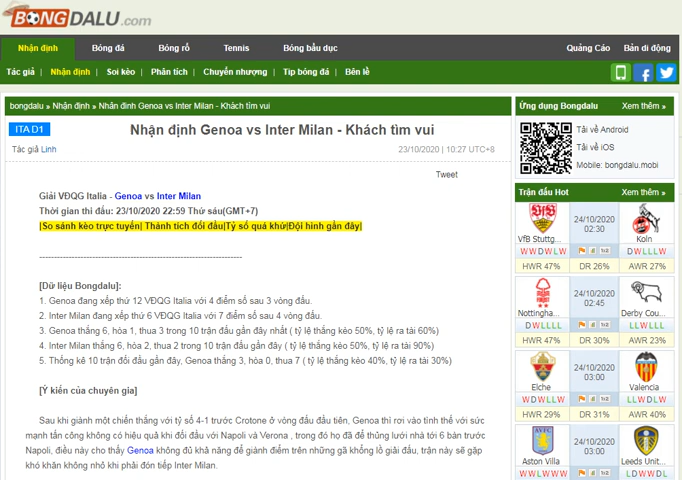 BONGDALU.com
Nhận định Bóng đá Bóng rổ Tennis Bóng bầu dục Quảng Cáo Bản di động
Tác giả | Nhận định | Soi kèo | Phân tích | Chuyển nhượng | Tip bóng đá | Bên lề
bongdalu » Nhận định » Nhân đinh Genoa vs Inter Milan - Khách tìm vui
ITA D1
Nhận định Genoa vs Inter Milan - Khách tìm vui
Tác giả Linh 23/10/2020 | 10:27 UTC+8
Tweet
Giải VĐQG Italia - Genoa vs Inter Milan
Thời gian thi đấu: 23/10/2020 22:59 Thứ sáu(GMT+7)
|So sánh kèo trực tuyến| Thành tích đối đầu|Tỷ số quá khứ|Đội hình gần đây|
[Dữ liệu Bongdalu]:
1. Genoa đang xếp thứ 12 VĐQG Italia với 4 điểm số sau 3 vòng đấu.
2. Inter Milan đang xếp thứ 6 VĐQG Italia với 7 điểm số sau 4 vòng đấu.
3. Genoa thắng 6, hòa 1, thua 3 trong 10 trận đấu gần đây nhất ( tỷ lệ thắng kèo 50%, tỷ lệ ra tài 60%)
4. Inter Milan thắng 6, hòa 2, thua 2 trong 10 trận đấu gần đây ( tỷ lệ thắng kèo 50%, tỷ lệ ra tài 90%)
5. Thống kê 10 trận đối đầu gần đây, Genoa thắng 3, hòa 0, thua 7 ( tỷ lệ thắng kèo 40%, tỷ lệ ra tài 30%)
[Ý kiến của chuyên gia]
Sau khi giành một chiến thắng với tỷ số 4-1 trước Crotone ở vòng đấu đầu tiên, Genoa thì rơi vào tình thế với sức
mạnh tấn công không có hiệu quả khi đối đầu với Napoli và Verona , trong đó họ đã để thủng lưới nhà tới 6 bàn trước
Napoli, điều này cho thấy Genoa không đủ khả năng để giành điểm trên những gã khổng lồ giải đấu, trận này sẽ gặp
khó khăn không nhỏ khi phải đón tiếp Inter Milan.
Ứng dụng Bongdalu Xem thêm »
Tải về Android
Tải về iOS
Mobile: bongdalu.mobi
Trận đấu Hot Xem thêm »
24/10/2020
02:30
VfB Stuttg... Koln
WWDWLW DWLLLW
HWR 47% DR 26% AWR 27%
24/10/2020
02:45
Nottingha... Derby Cou...
DWLLLL LLWLLL
HWR 47% DR 30% AWR 23%
24/10/2020
03:00
Elche Valencia
WDWLLW DLLWLW
HWR 29% DR 31% AWR 40%
24/10/2020
03:00
Aston Villa Leeds Unit...
WWLWWW LDWWDL